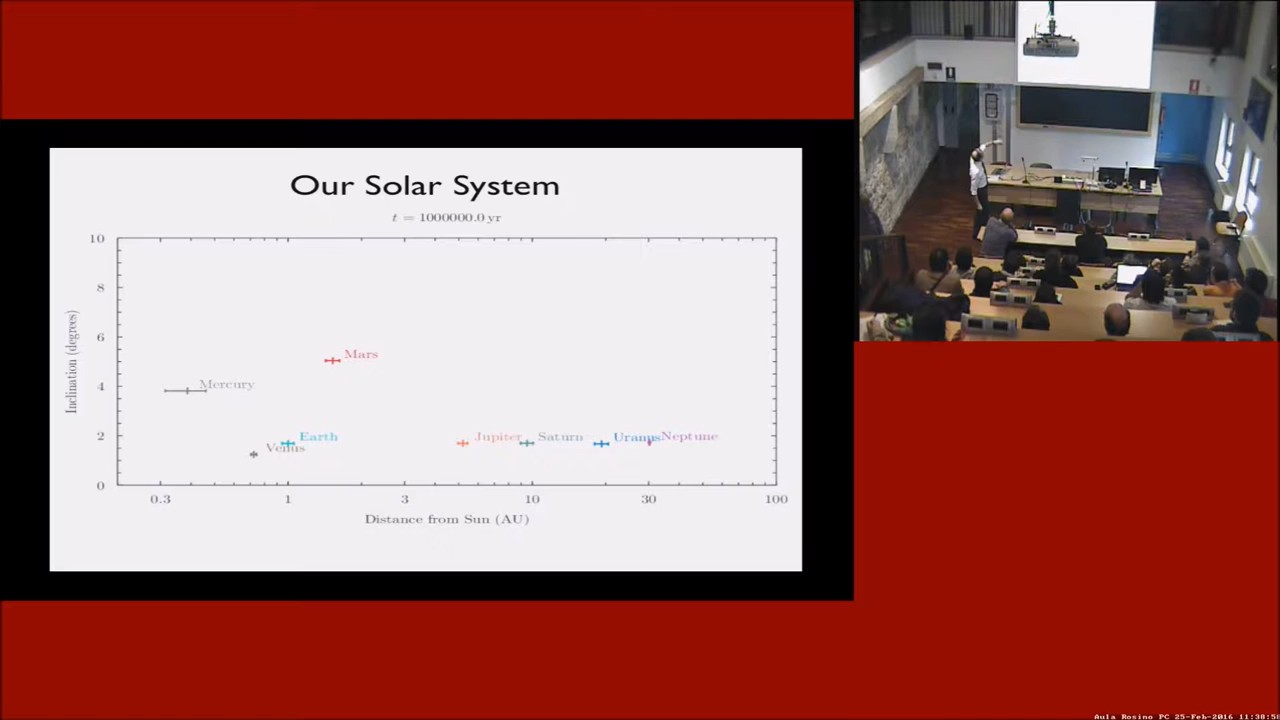 Our Solar System
t = 1000000.0 yr
10
8
6
4
2
0
Inclination (degrees)
Mars
Mercury
Earth
Venus
Jupiter
Saturn
Uranus
Neptune
0.3 1 3 10 30 100
Distance from Sun (AU)
Aula Rosino PC 25-Feb-2016 11:38:5